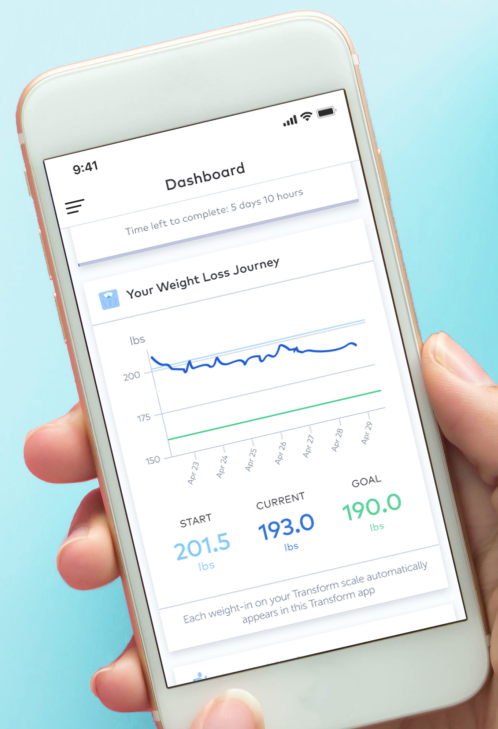 9:41
Dashboard
Time left to complete: 5 days 10 hours
Your Weight Loss Journey
lbs
200
175
150
Apr 23
Apr 24
Apr 25
Apr 26
Apr 27
Apr 28
Apr 29
START
201.5
lbs
CURRENT
193.0
lbs
GOAL
190.0
lbs
Each weight-in on your Transform scale automatically
appears in this Transform app